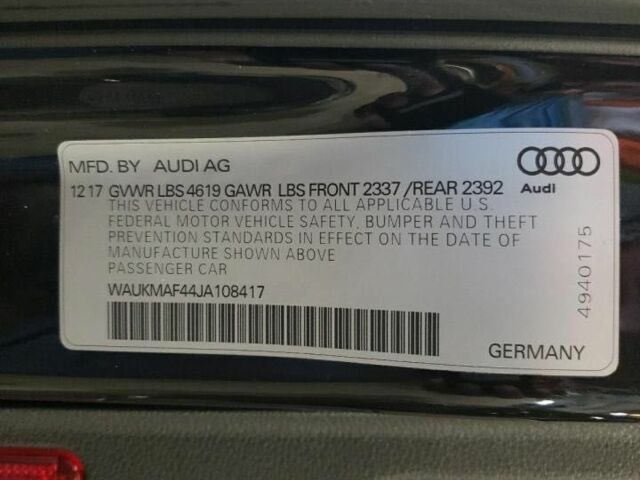 MFD. BY AUDI AG
12 17 GVWR LBS 4619 GAWR LBS FRONT 2337 /REAR 2392
THIS VEHICLE CONFORMS TO ALL APPLICABLE U.S.
FEDERAL MOTOR VEHICLE SAFETY, BUMPER AND THEFT
PREVENTION STANDARDS IN EFFECT ON THE DATE OF
MANUFACTURE SHOWN ABOVE
PASSENGER CAR
WAUKMAF44JA108417
Audi
4940175
GERMANY